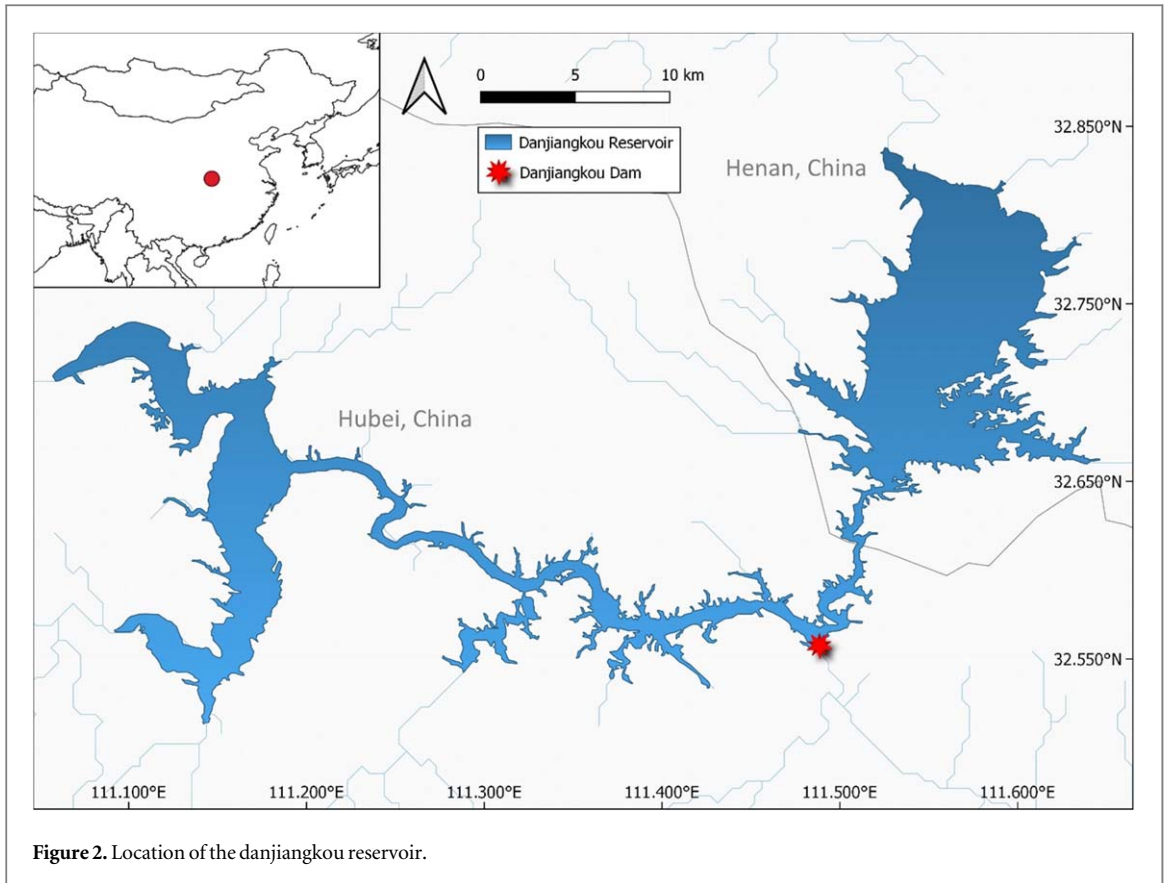 0 5 10 km
Danjiangkou Reservoir
Danjiangkou Dam
Henan, China
Hubei, China
32.850°N
32.750°N
32.650°N
32.550°N
111.100°E 111.200°E 111.300°E 111.400°E 111.500°E 111.600°E
Figure 2. Location of the danjiangkou reservoir.